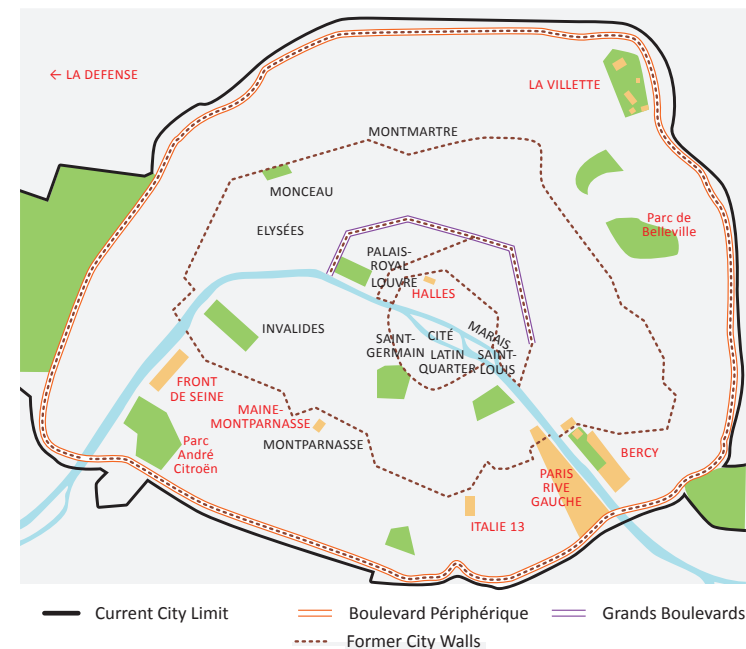 ← LA DEFENSE
LA VILLETTE
MONTMARTRE
MONCEAU
Parc de
Belleville
ELYSÉES
PALAIS-
ROYAL
LOUVRE
HALLES
INVALIDES
CITÉ
MARAIS
SAINT-
GERMAIN
LATIN
QUARTER
SAINT-
LOUIS
FRONT
DE SEINE
MAINE-
MONTPARNASSE
MONTPARNASSE
Parc
André
Citroën
BERCY
PARIS
RIVE
GAUCHE
ITALIE 13
Current City Limit
Boulevard Périphérique
Grands Boulevards
Former City Walls